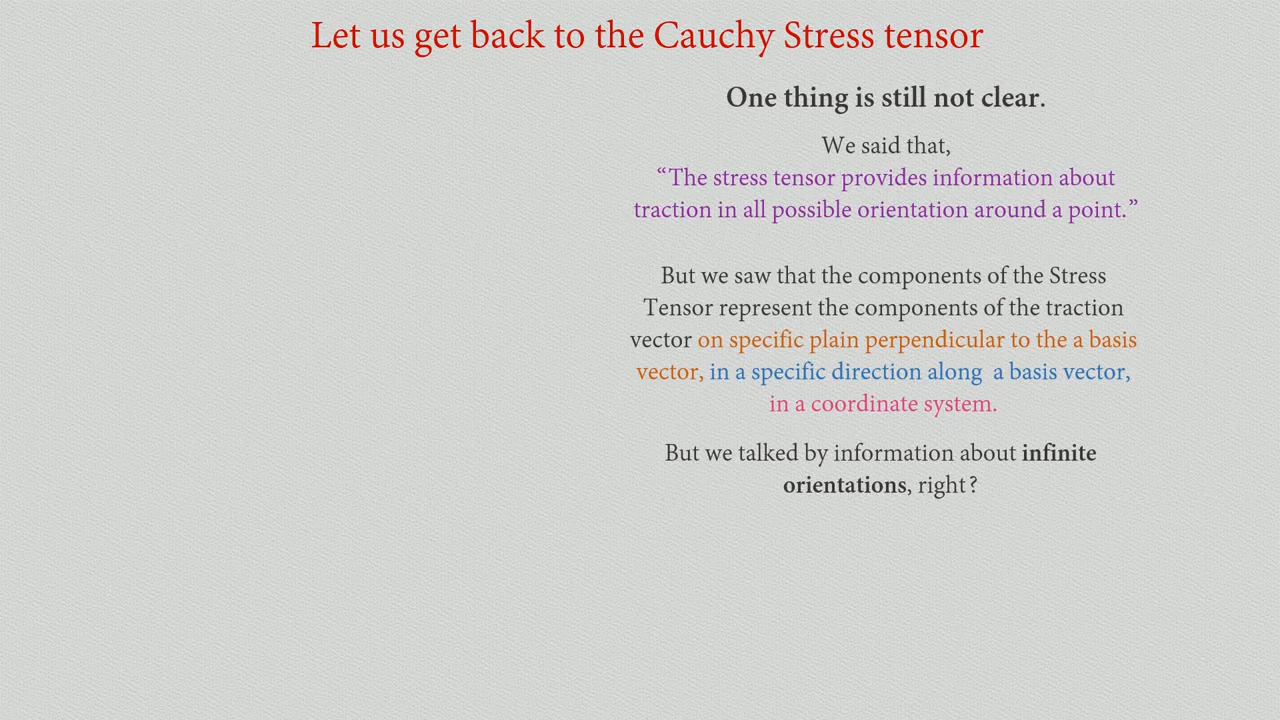 Let us get back to the Cauchy Stress tensor
One thing is still not clear.
We said that,
“The stress tensor provides information about
traction in all possible orientation around a point.”
But we saw that the components of the Stress
Tensor represent the components of the traction
vector on specific plain perpendicular to the a basis
vector, in a specific direction along  a basis vector,
in a coordinate system.
But we talked by information about infinite
orientations, right?